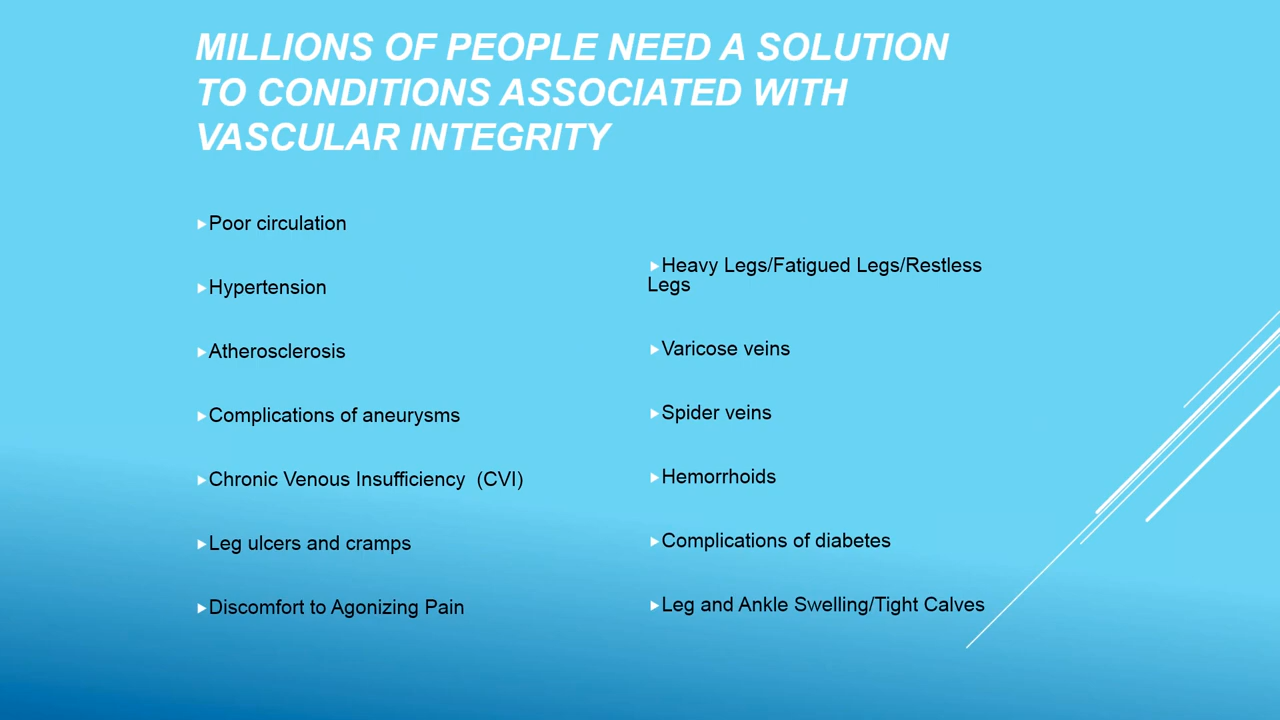 MILLIONS OF PEOPLE NEED A SOLUTION
TO CONDITIONS ASSOCIATED WITH
VASCULAR INTEGRITY
Poor circulation
Hypertension
Atherosclerosis
Complications of aneurysms
Chronic Venous Insufficiency  (CVI)
Leg ulcers and cramps
Discomfort to Agonizing Pain
Heavy Legs/Fatigued Legs/Restless
Legs
Varicose veins
Spider veins
Hemorrhoids
Complications of diabetes
Leg and Ankle Swelling/Tight Calves